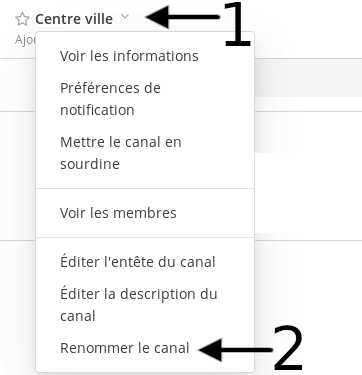 Centre ville
1
Ajou
Voir les informations
Préférences de
notification
Mettre le canal en
sourdine
Voir les membres
Éditer l'entête du canal
Éditer la description du
canal
Renommer le canal
2